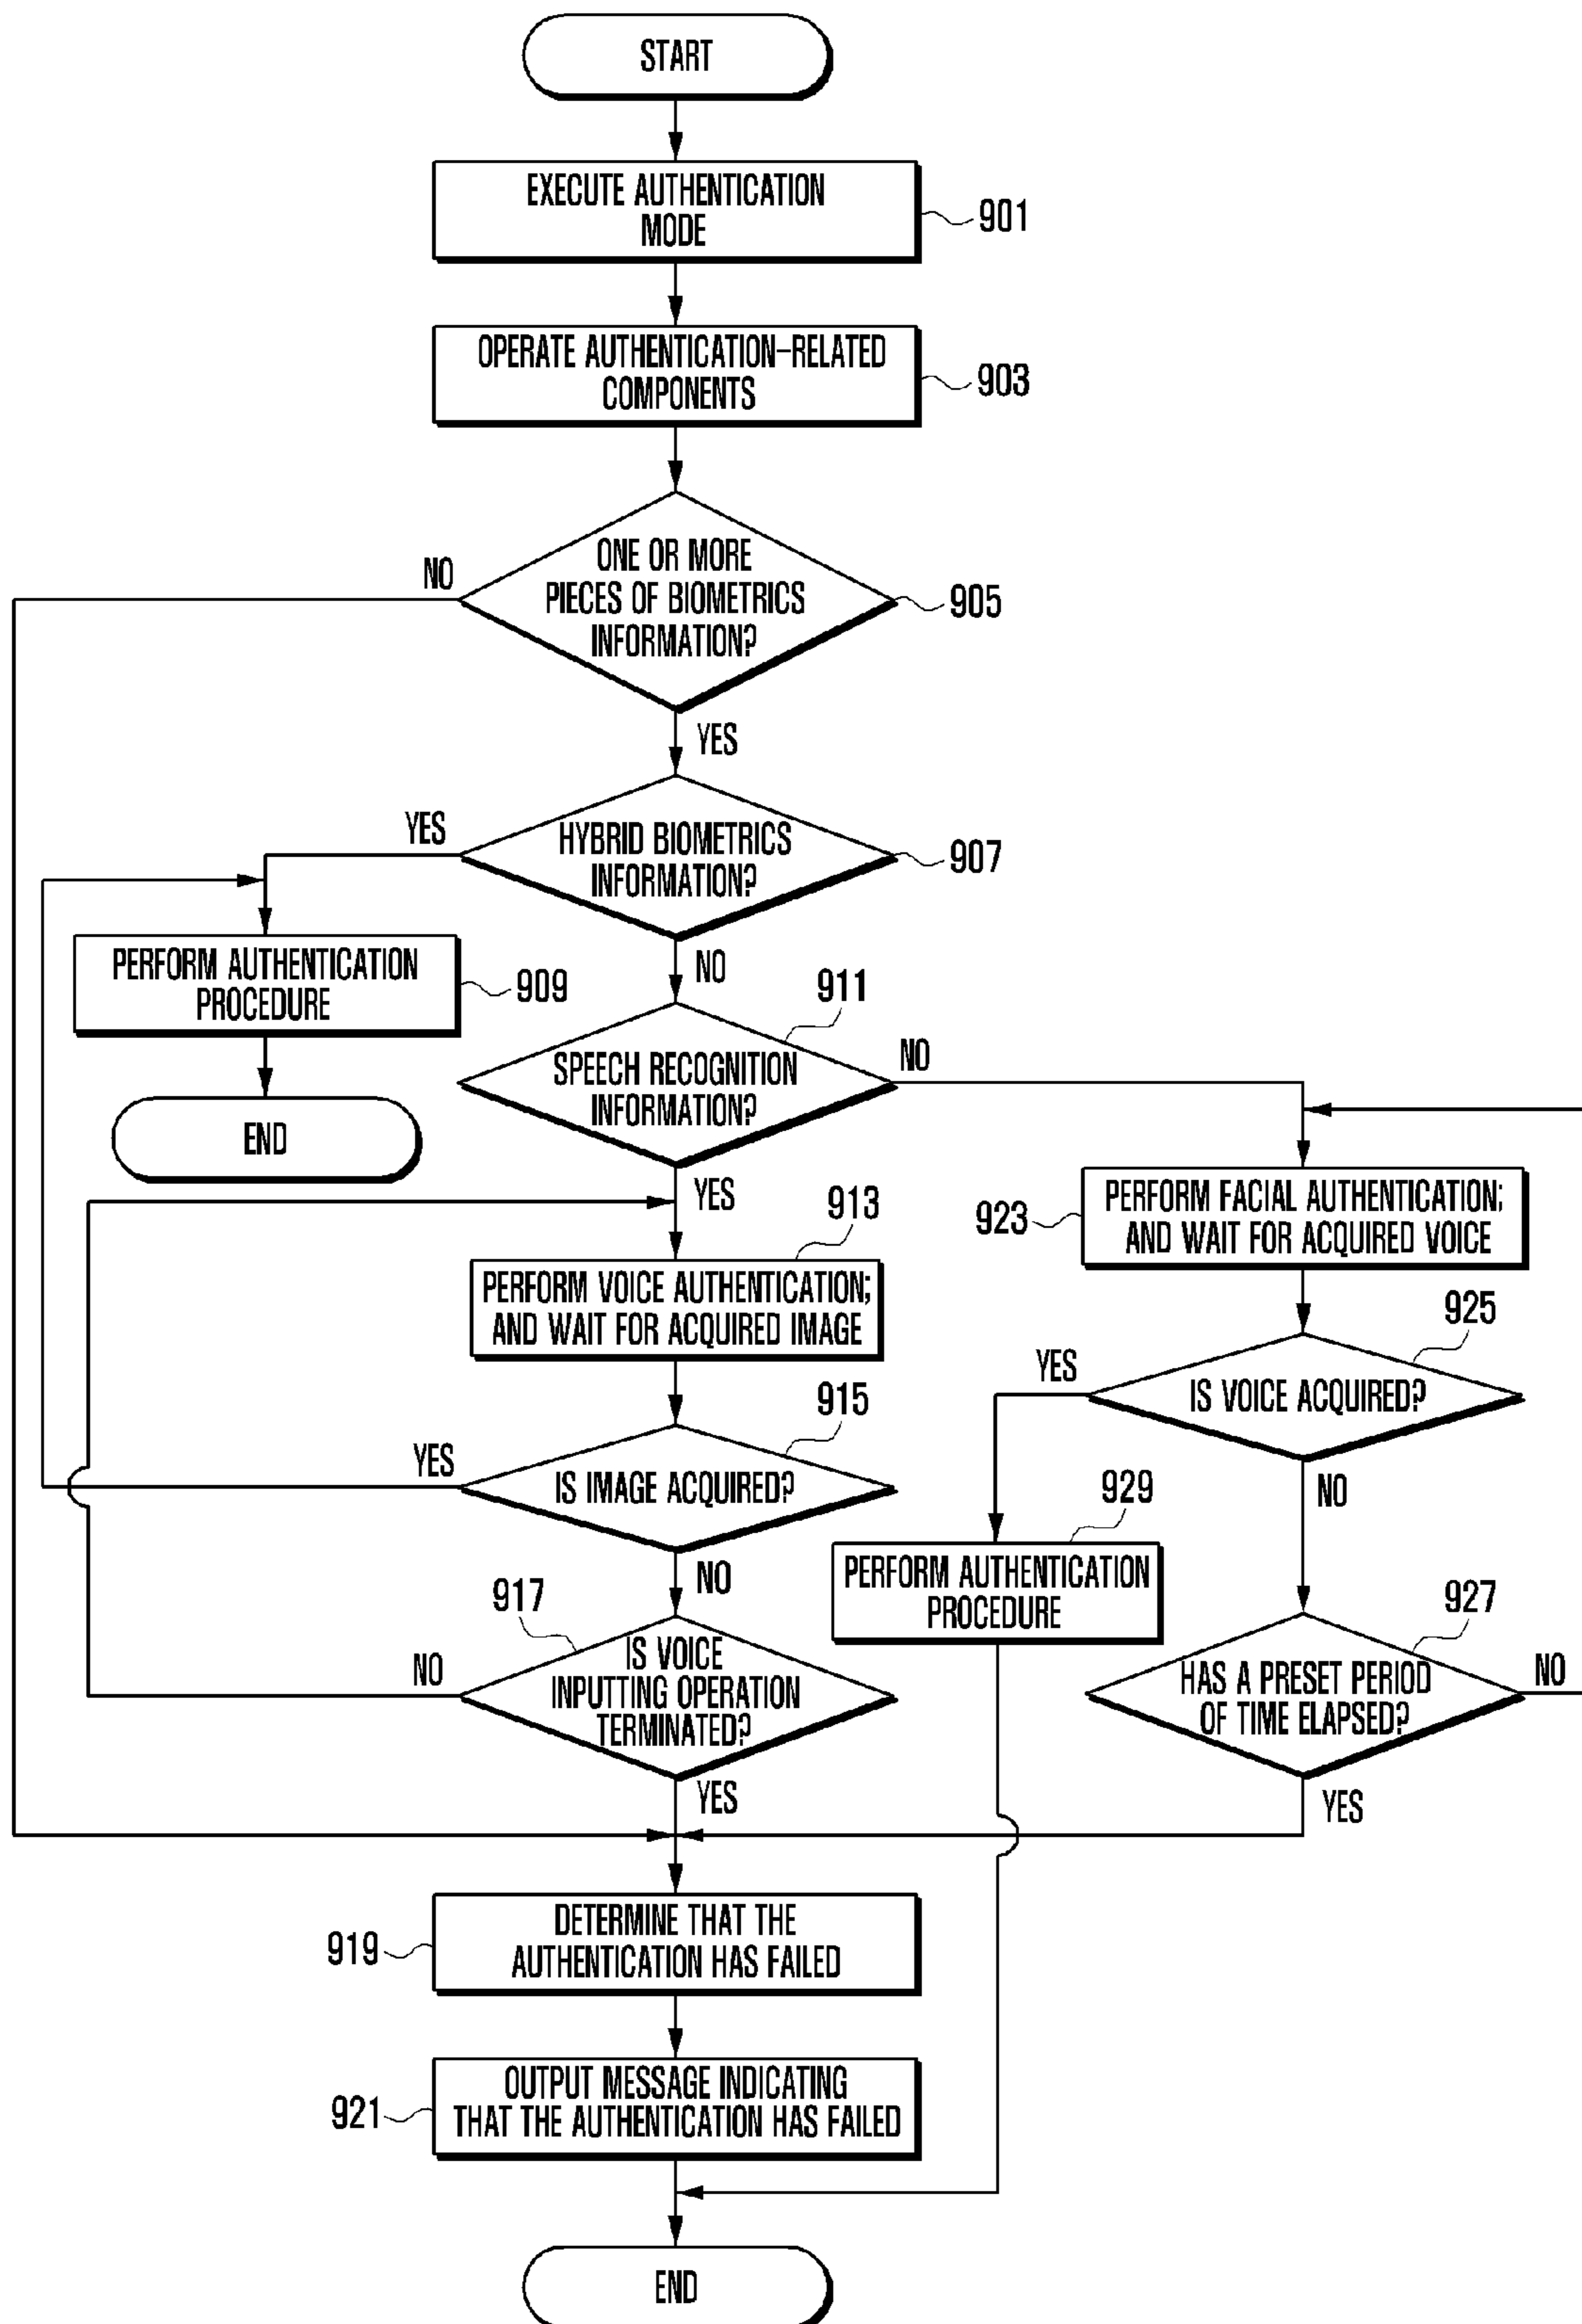 START
EXECUTE AUTHENTICATION
MODE
901
OPERATE AUTHENTICATION-RELATED
COMPONENTS
903
ONE OR MORE
PIECES OF BIOMETRICS
INFORMATION?
905
NO
YES
HYBRID BIOMETRICS
INFORMATION?
907
YES
NO
PERFORM AUTHENTICATION
PROCEDURE
909
END
911
SPEECH RECOGNITION
INFORMATION?
NO
YES
913
PERFORM VOICE AUTHENTICATION;
AND WAIT FOR ACQUIRED IMAGE
915
IS IMAGE ACQUIRED?
YES
NO
917
IS VOICE
INPUTTING OPERATION
TERMINATED?
NO
YES
923
PERFORM FACIAL AUTHENTICATION;
AND WAIT FOR ACQUIRED VOICE
925
IS VOICE ACQUIRED?
YES
NO
929
PERFORM AUTHENTICATION
PROCEDURE
927
HAS A PRESET PERIOD
OF TIME ELAPSED?
NO
YES
919
DETERMINE THAT THE
AUTHENTICATION HAS FAILED
921
OUTPUT MESSAGE INDICATING
THAT THE AUTHENTICATION HAS FAILED
END